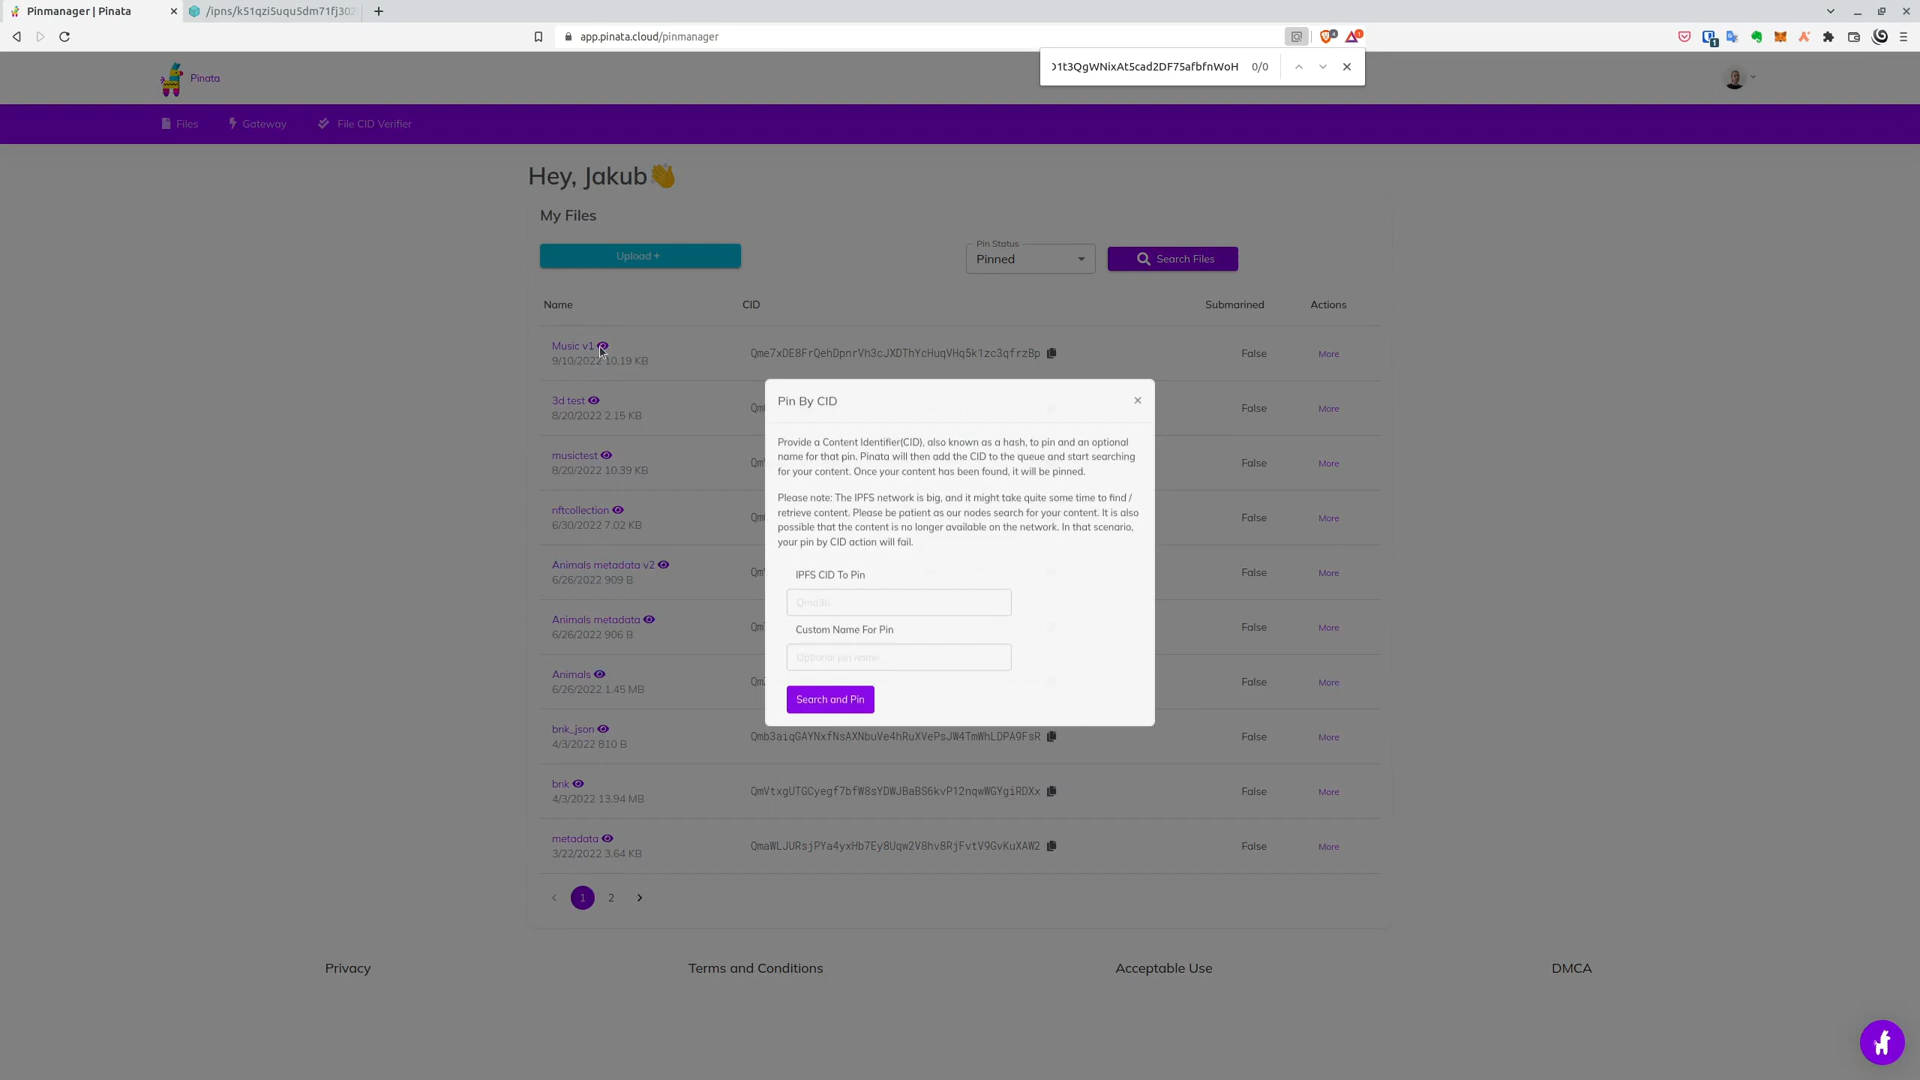 Pinmanager | Pinata
/ipns/k51qzi5uqu5dm71fj302
app.pinata.cloud/pinmanager
1t3QgWNixAt5cad2DF75afbfnWoH 0/0
Pinata
Files Gateway File CID Verifier
Hey, Jakub👋
My Files
Upload +
Pin Status
Pinned
Search Files
Name CID Submarined Actions
Music v1
9/10/2022 10.19 KB
Qme7xDE8FrQehDpnrVh3cJXDThYcHuqVHq5k1zc3qfrzBp False More
3d test
8/20/2022 2.15 KB
False More
musictest
8/20/2022 10.39 KB
False More
nftcollection
6/30/2022 7.02 KB
False More
Animals metadata v2
6/26/2022 909 B
False More
Animals metadata
6/26/2022 906 B
False More
Animals
6/26/2022 1.45 MB
False More
bnk_json
4/3/2022 810 B
Qmb3aiqGAYNxfNsAXNbuVe4hRuXVePsJW4TmWhLDPA9FsR False More
bnk
4/3/2022 13.94 MB
QmVtxgUTGCyegf7bfW8sYDWJBaBS6kvP12nqwWGYgiRDXx False More
metadata
3/22/2022 3.64 KB
QmaWLJURsjPYa4yxHb7Ey8Uqw2V8hv8RjFvtV9GvKuXAW2 False More
Pin By CID
Provide a Content Identifier(CID), also known as a hash, to pin and an optional
name for that pin. Pinata will then add the CID to the queue and start searching
for your content. Once your content has been found, it will be pinned.
Please note: The IPFS network is big, and it might take quite some time to find /
retrieve content. Please be patient as our nodes search for your content. It is also
possible that the content is no longer available on the network. In that scenario,
your pin by CID action will fail.
IPFS CID To Pin
Custom Name For Pin
Optional pin name
Search and Pin
1 2
Privacy Terms and Conditions Acceptable Use DMCA